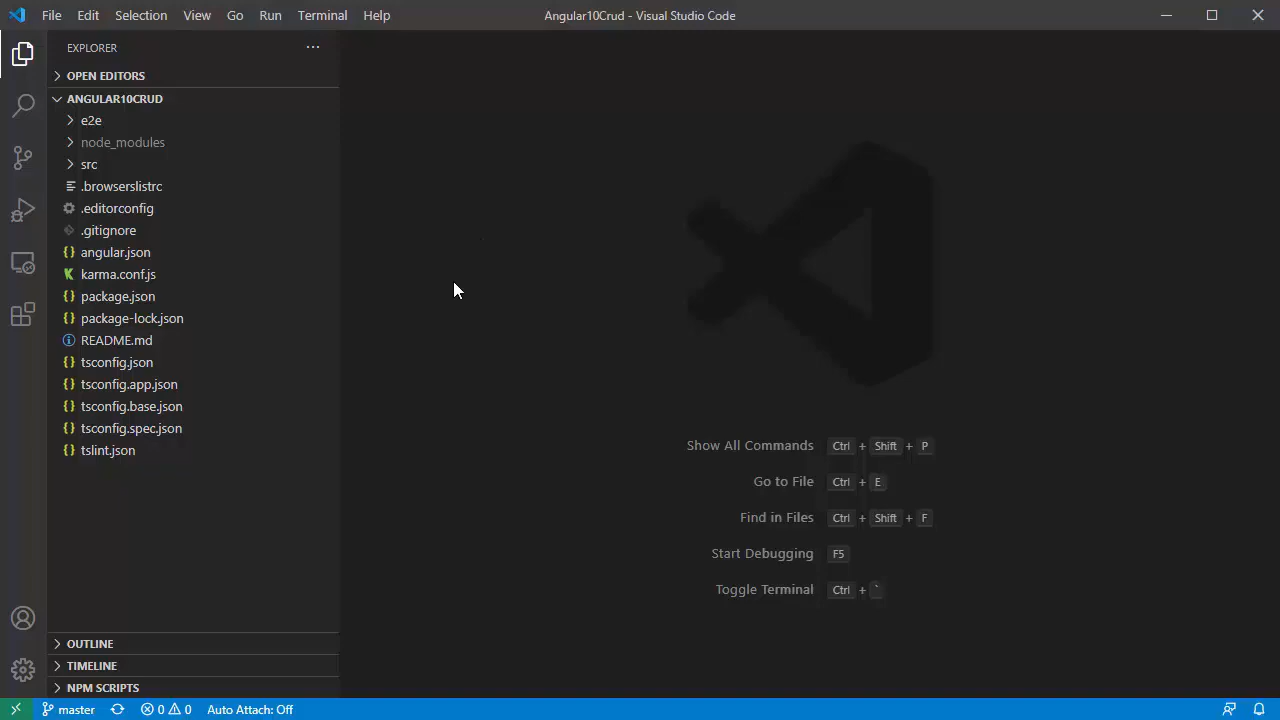 File Edit Selection View Go Run Terminal Help Angular10Crud - Visual Studio Code
EXPLORER
OPEN EDITORS
ANGULAR10CRUD
e2e
node_modules
src
.browserslistrc
.editorconfig
.gitignore
angular.json
karma.conf.js
package.json
package-lock.json
README.md
tsconfig.json
tsconfig.app.json
tsconfig.base.json
tsconfig.spec.json
tslint.json
Show All Commands Ctrl + Shift + P
Go to File Ctrl + E
Find in Files Ctrl + Shift + F
Start Debugging F5
Toggle Terminal Ctrl + `
OUTLINE
TIMELINE
NPM SCRIPTS
master 0 0 Auto Attach: Off